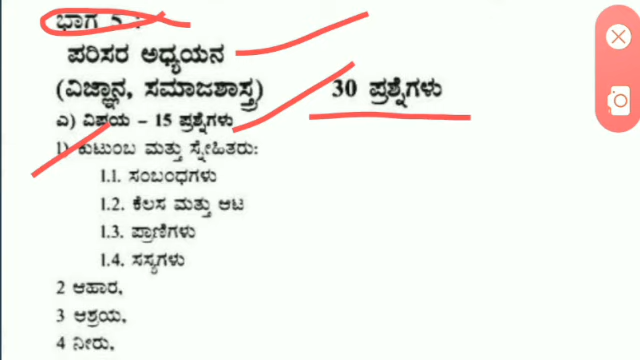 ಭಾಗ 5 :
ಪರಿಸರ ಅಧ್ಯಯನ
(ವಿಜ್ಞಾನ, ಸಮಾಜಶಾಸ್ತ್ರ) 30 ಪ್ರಶ್ನೆಗಳು
ಎ) ವಿಷಯ – 15 ಪ್ರಶ್ನೆಗಳು
1) ಕುಟುಂಬ ಮತ್ತು ಸ್ನೇಹಿತರು:
1.1. ಸಂಬಂಧಗಳು
1.2. ಕೆಲಸ ಮತ್ತು ಆಟ
1.3. ಪ್ರಾಣಿಗಳು
1.4. ಸಸ್ಯಗಳು
2 ಆಹಾರ,
3 ಆಶ್ರಯ,
4 ನೀರು,